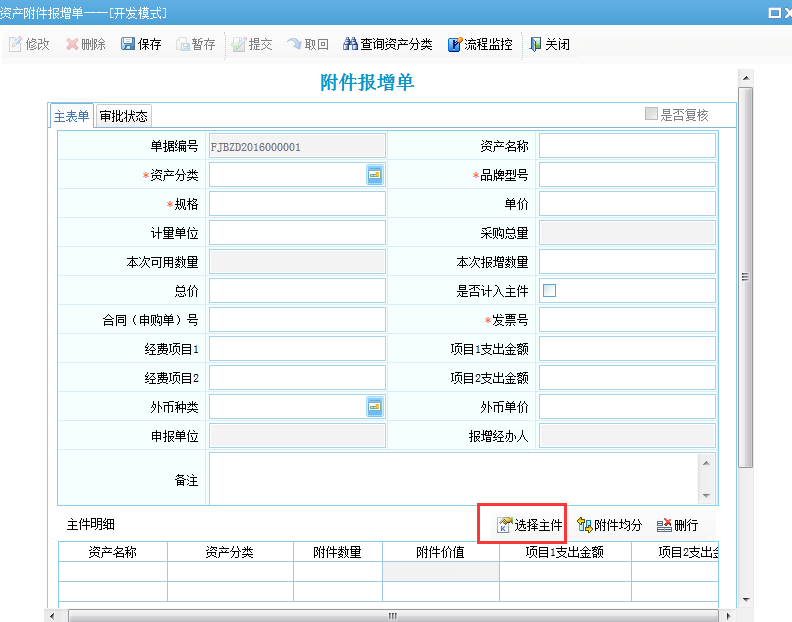 资产附件报增单----[开发模式]
修改 删除 保存 暂存 提交 取回 查询资产分类 流程监控 关闭
附件报增单
主表单 审批状态 是否复核
单据编号 FJBZD2016000001 资产名称
*资产分类 *品牌型号
*规格 单价
计量单位 采购总量
本次可用数量 本次报增数量
总价 是否计入主件
合同（申购单）号 *发票号
经费项目1 项目1支出金额
经费项目2 项目2支出金额
外币种类 外币单价
申报单位 报增经办人
备注
主件明细 选择主件 附件均分 删行
资产名称 资产分类 附件数量 附件价值 项目1支出金额 项目2支出